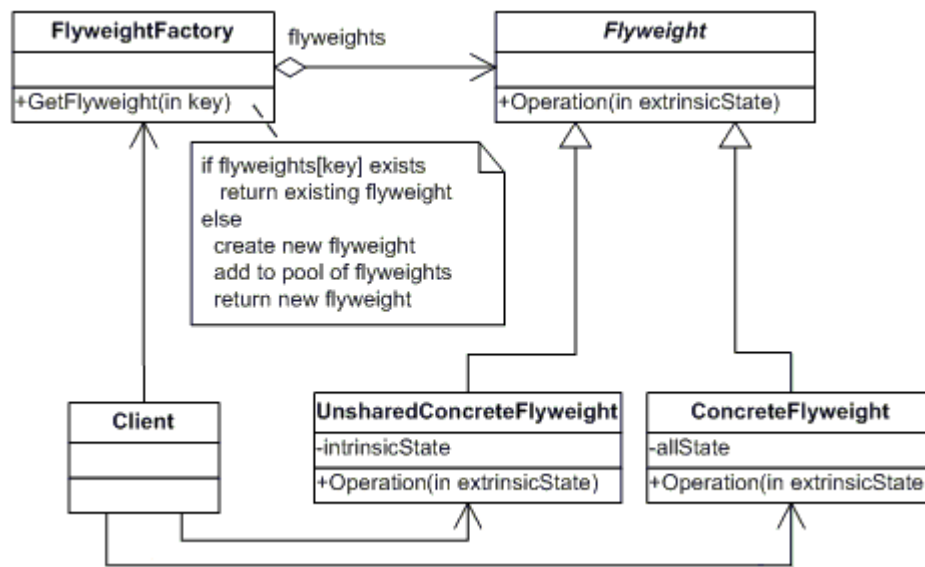 FlyweightFactory
flyweights
Flyweight
+GetFlyweight(in key)
+Operation(in extrinsicState)
if flyweights[key] exists
return existing flyweight
else
create new flyweight
add to pool of flyweights
return new flyweight
Client
UnsharedConcreteFlyweight
-intrinsicState
+Operation(in extrinsicState)
ConcreteFlyweight
-allState
+Operation(in extrinsicState